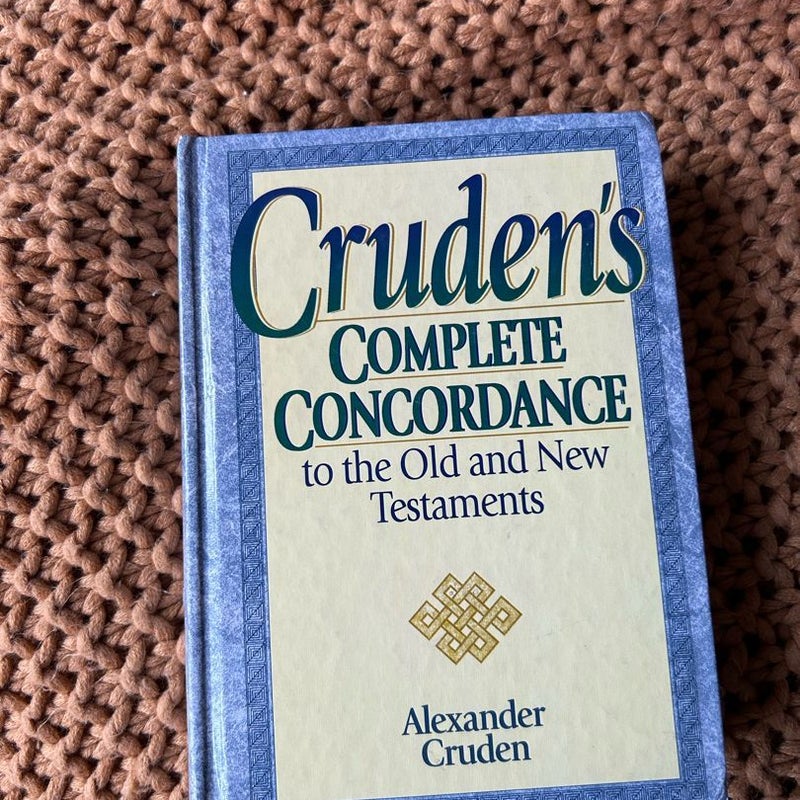 Cruden's
COMPLETE
CONCORDANCE
to the Old and New
Testaments
Alexander
Cruden